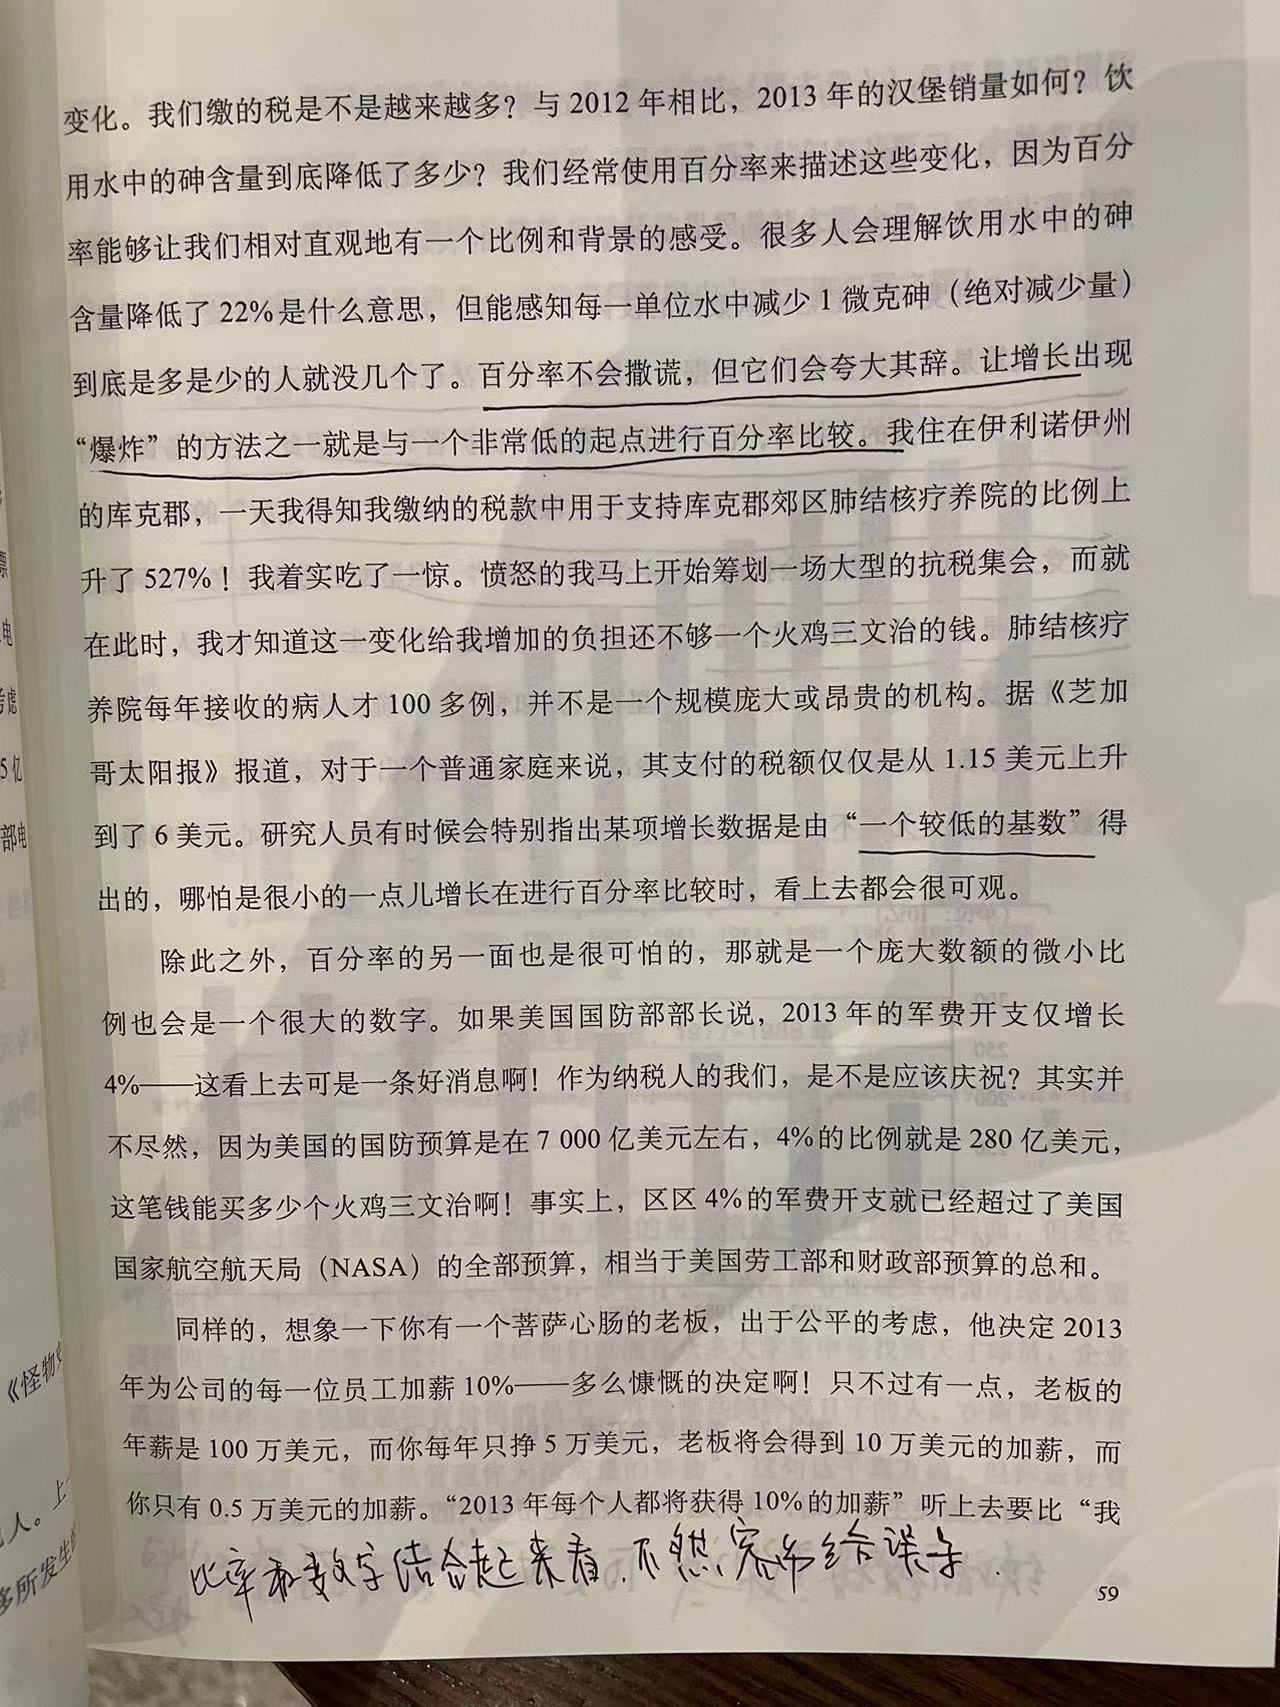 变化。我们缴的税是不是越来越多？与 2012 年相比，2013 年的汉堡销量如何？饮
用水中的砷含量到底降低了多少？我们经常使用百分率来描述这些变化，因为百分
率能够让我们相对直观地有一个比例和背景的感受。很多人会理解饮用水中的砷
含量降低了 22% 是什么意思，但能感知每一单位水中减少 1 微克砷（绝对减少量）
到底是多是少的人就没几个了。百分率不会撒谎，但它们会夸大其辞。让增长出现
“爆炸”的方法之一就是与一个非常低的起点进行百分率比较。我住在伊利诺伊州
的库克郡，一天我得知我缴纳的税款中用于支持库克郡郊区肺结核疗养院的比例上
升了 527%！我着实吃了一惊。愤怒的我马上开始筹划一场大型的抗税集会，而就
在此时，我才知道这一变化给我增加的负担还不够一个火鸡三文治的钱。肺结核疗
养院每年接收的病人才 100 多例，并不是一个规模庞大或昂贵的机构。据《芝加
哥太阳报》报道，对于一个普通家庭来说，其支付的税额仅仅是从 1.15 美元上升
到了 6 美元。研究人员有时候会特别指出某项增长数据是由“一个较低的基数”得
出的，哪怕是很小的一点儿增长在进行百分率比较时，看上去都会很可观。
除此之外，百分率的另一面也是很可怕的，那就是一个庞大数额的微小比
例也会是一个很大的数字。如果美国国防部部长说，2013 年的军费开支仅增长
4%——这看上去可是一条好消息啊！作为纳税人的我们，是不是应该庆祝？其实并
不尽然，因为美国的国防预算是在 7 000 亿美元左右，4% 的比例就是 280 亿美元，
这笔钱能买多少个火鸡三文治啊！事实上，区区 4% 的军费开支就已经超过了美国
国家航空航天局（NASA）的全部预算，相当于美国劳工部和财政部预算的总和。
同样的，想象一下你有一个菩萨心肠的老板，出于公平的考虑，他决定 2013
年为公司的每一位员工加薪 10%——多么慷慨的决定啊！只不过有一点，老板的
年薪是 100 万美元，而你每年只挣 5 万美元，老板将会得到 10 万美元的加薪，而
你只有 0.5 万美元的加薪。“2013 年每个人都将获得 10% 的加薪”听上去要比“我
比率和数字结合起来看，不然，容易给误导．
59
电
考虑
5 亿
部电
《怪物
人。上
多所发生的